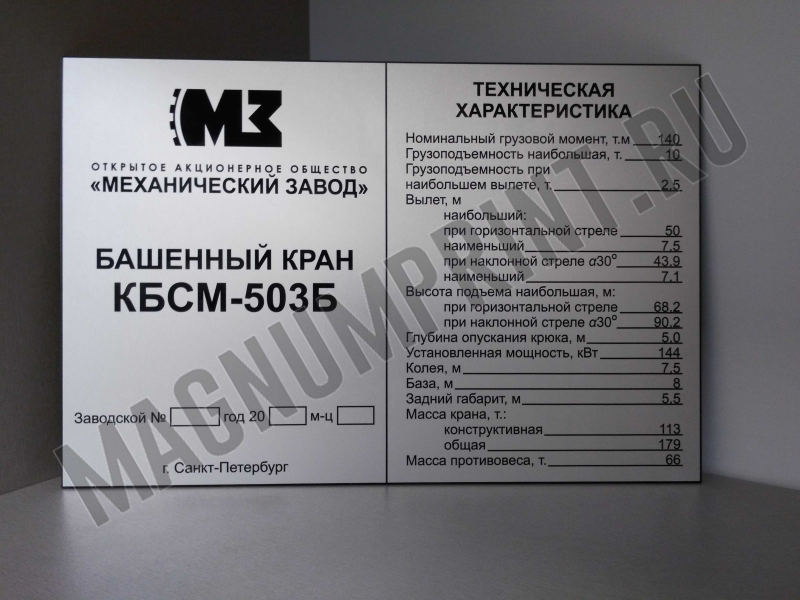 МЗ
ОТКРЫТОЕ АКЦИОНЕРНОЕ ОБЩЕСТВО
«МЕХАНИЧЕСКИЙ ЗАВОД»
БАШЕННЫЙ КРАН
КБСМ-503Б
Заводской № год 20 м-ц
г. Санкт-Петербург
ТЕХНИЧЕСКАЯ
ХАРАКТЕРИСТИКА
Номинальный грузовой момент, т.м 140
Грузоподъемность наибольшая, т. 10
Грузоподъемность при
наибольшем вылете, т. 2.5
Вылет, м
наибольший:
при горизонтальной стреле 50
наименьший 7.5
при наклонной стреле α30° 43.9
наименьший 7.1
Высота подъема наибольшая, м:
при горизонтальной стреле 68.2
при наклонной стреле α30° 90.2
Глубина опускания крюка, м 5.0
Установленная мощность, кВт 144
Колея, м 7.5
База, м 8
Задний габарит, м 5.5
Масса крана, т.:
конструктивная 113
общая 179
Масса противовеса, т. 66
MAGNUMPRINT.RU